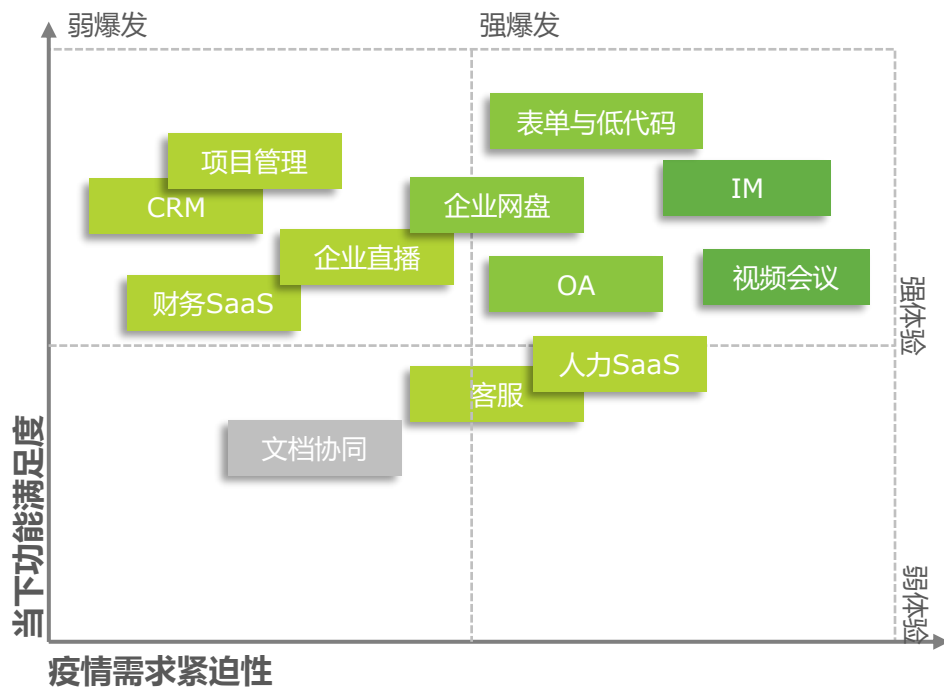 弱爆发
强爆发
表单与低代码
项目管理
IM
CRM
企业网盘
企业直播
视频会议
OA
财务SaaS
强体验
人力SaaS
客服
文档协同
当下功能满足度
弱体验
疫情需求紧迫性